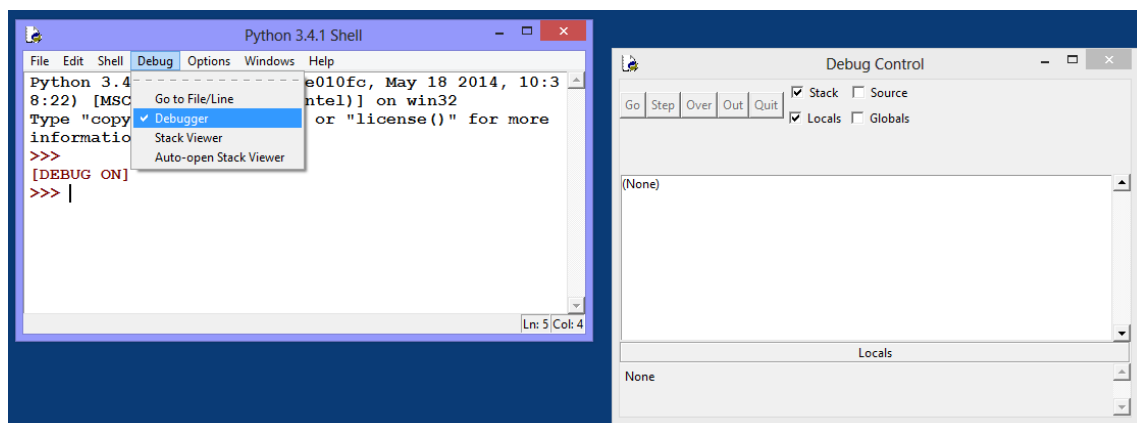 Python 3.4.1 Shell
File Edit Shell Debug Options Windows Help
Python 3.4 e010fc, May 18 2014, 10:3
8:22) [MSC ntel)] on win32
Type "copy or "license()" for more
informatio
>>>
[DEBUG ON]
>>>
Go to File/Line
Debugger
Stack Viewer
Auto-open Stack Viewer
Ln: 5 Col: 4
Debug Control
Go Step Over Out Quit
Stack Source
Locals Globals
(None)
Locals
None